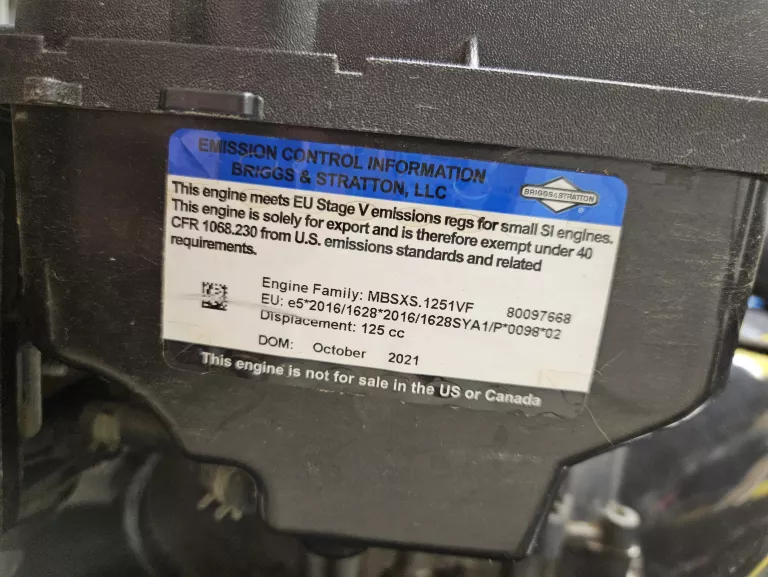 EMISSION CONTROL INFORMATION
BRIGGS & STRATTON, LLC
BRIGGS&STRATTON
®
This engine meets EU Stage V emissions regs for small SI engines.
This engine is solely for export and is therefore exempt under 40
CFR 1068.230 from U.S. emissions standards and related
requirements.
Engine Family: MBSXS.1251VF 80097668
EU: e5*2016/1628*2016/1628SYA1/P*0098*02
Displacement: 125 cc
DOM: October 2021
This engine is not for sale in the US or Canada